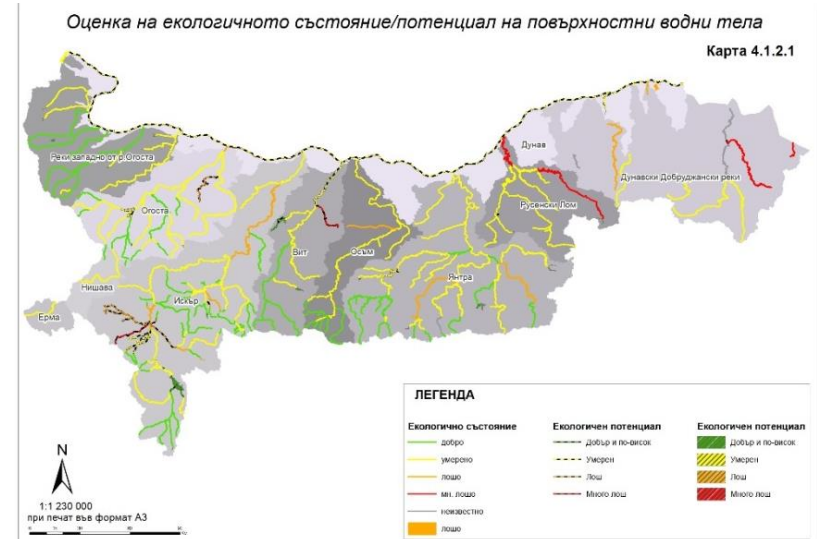 Оценка на екологичното състояние/потенциал на повърхностни водни тела
Карта 4.1.2.1
Дунав
Реки западно от р.Огоста
Дунавски Добруджански реки
Огоста
Русенски Лом
Вит
Осъм
Янтра
Нишава
Искър
Ерма
ЛЕГЕНДА
Екологично състояние
добро
умерено
лошо
мн. лошо
неизвестно
лошо
Екологичен потенциал
Добър и по-висок
Умерен
Лош
Много лош
Екологичен потенциал
Добър и по-висок
Умерен
Лош
Много лош
N
1:1 230 000
при печат във формат А3